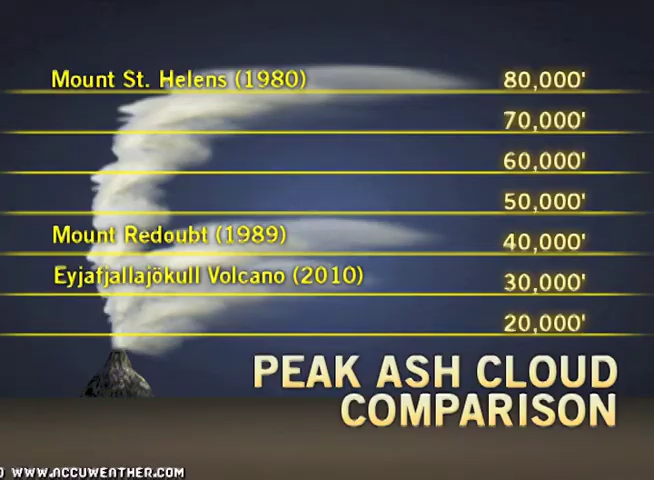 Mount St. Helens (1980) 80,000'
70,000'
60,000'
50,000'
Mount Redoubt (1989) 40,000'
Eyjafjallajökull Volcano (2010) 30,000'
20,000'
PEAK ASH CLOUD
COMPARISON
WWW.ACCUWEATHER.COM